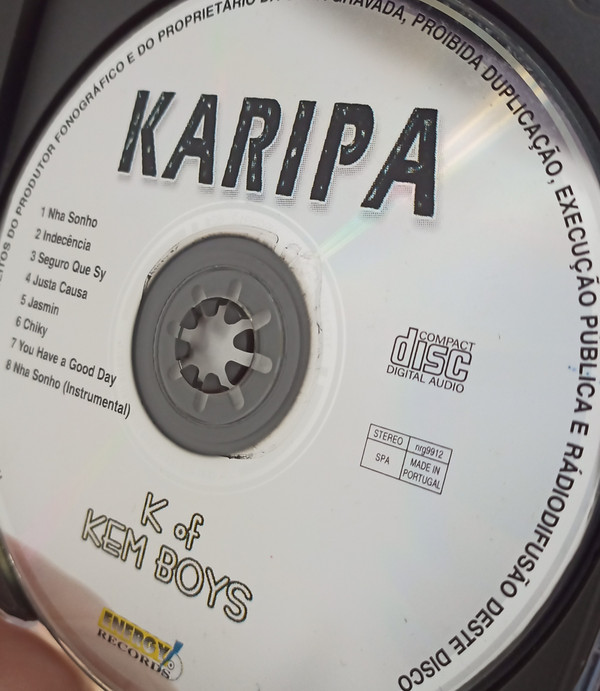 DO PRODUTOR FONOGRÁFICO E DO PROPRIETÁRIO DA GRAVADA, PROIBIDA DUPLICAÇÃO, EXECUÇÃO PUBLICA E RÁDIODIFUSÃO DESTE DISCO
KARIPA
1 Nha Sonho
2 Indecência
3 Seguro Que Sy
4 Justa Causa
5 Jasmin
6 Chiky
7 You Have a Good Day
8 Nha Sonho (Instrumental)
COMPACT
disc
DIGITAL AUDIO
STEREO nrg9912
SPA MADE IN
PORTUGAL
K of
KEM BOYS
ENERGY
RECORDS